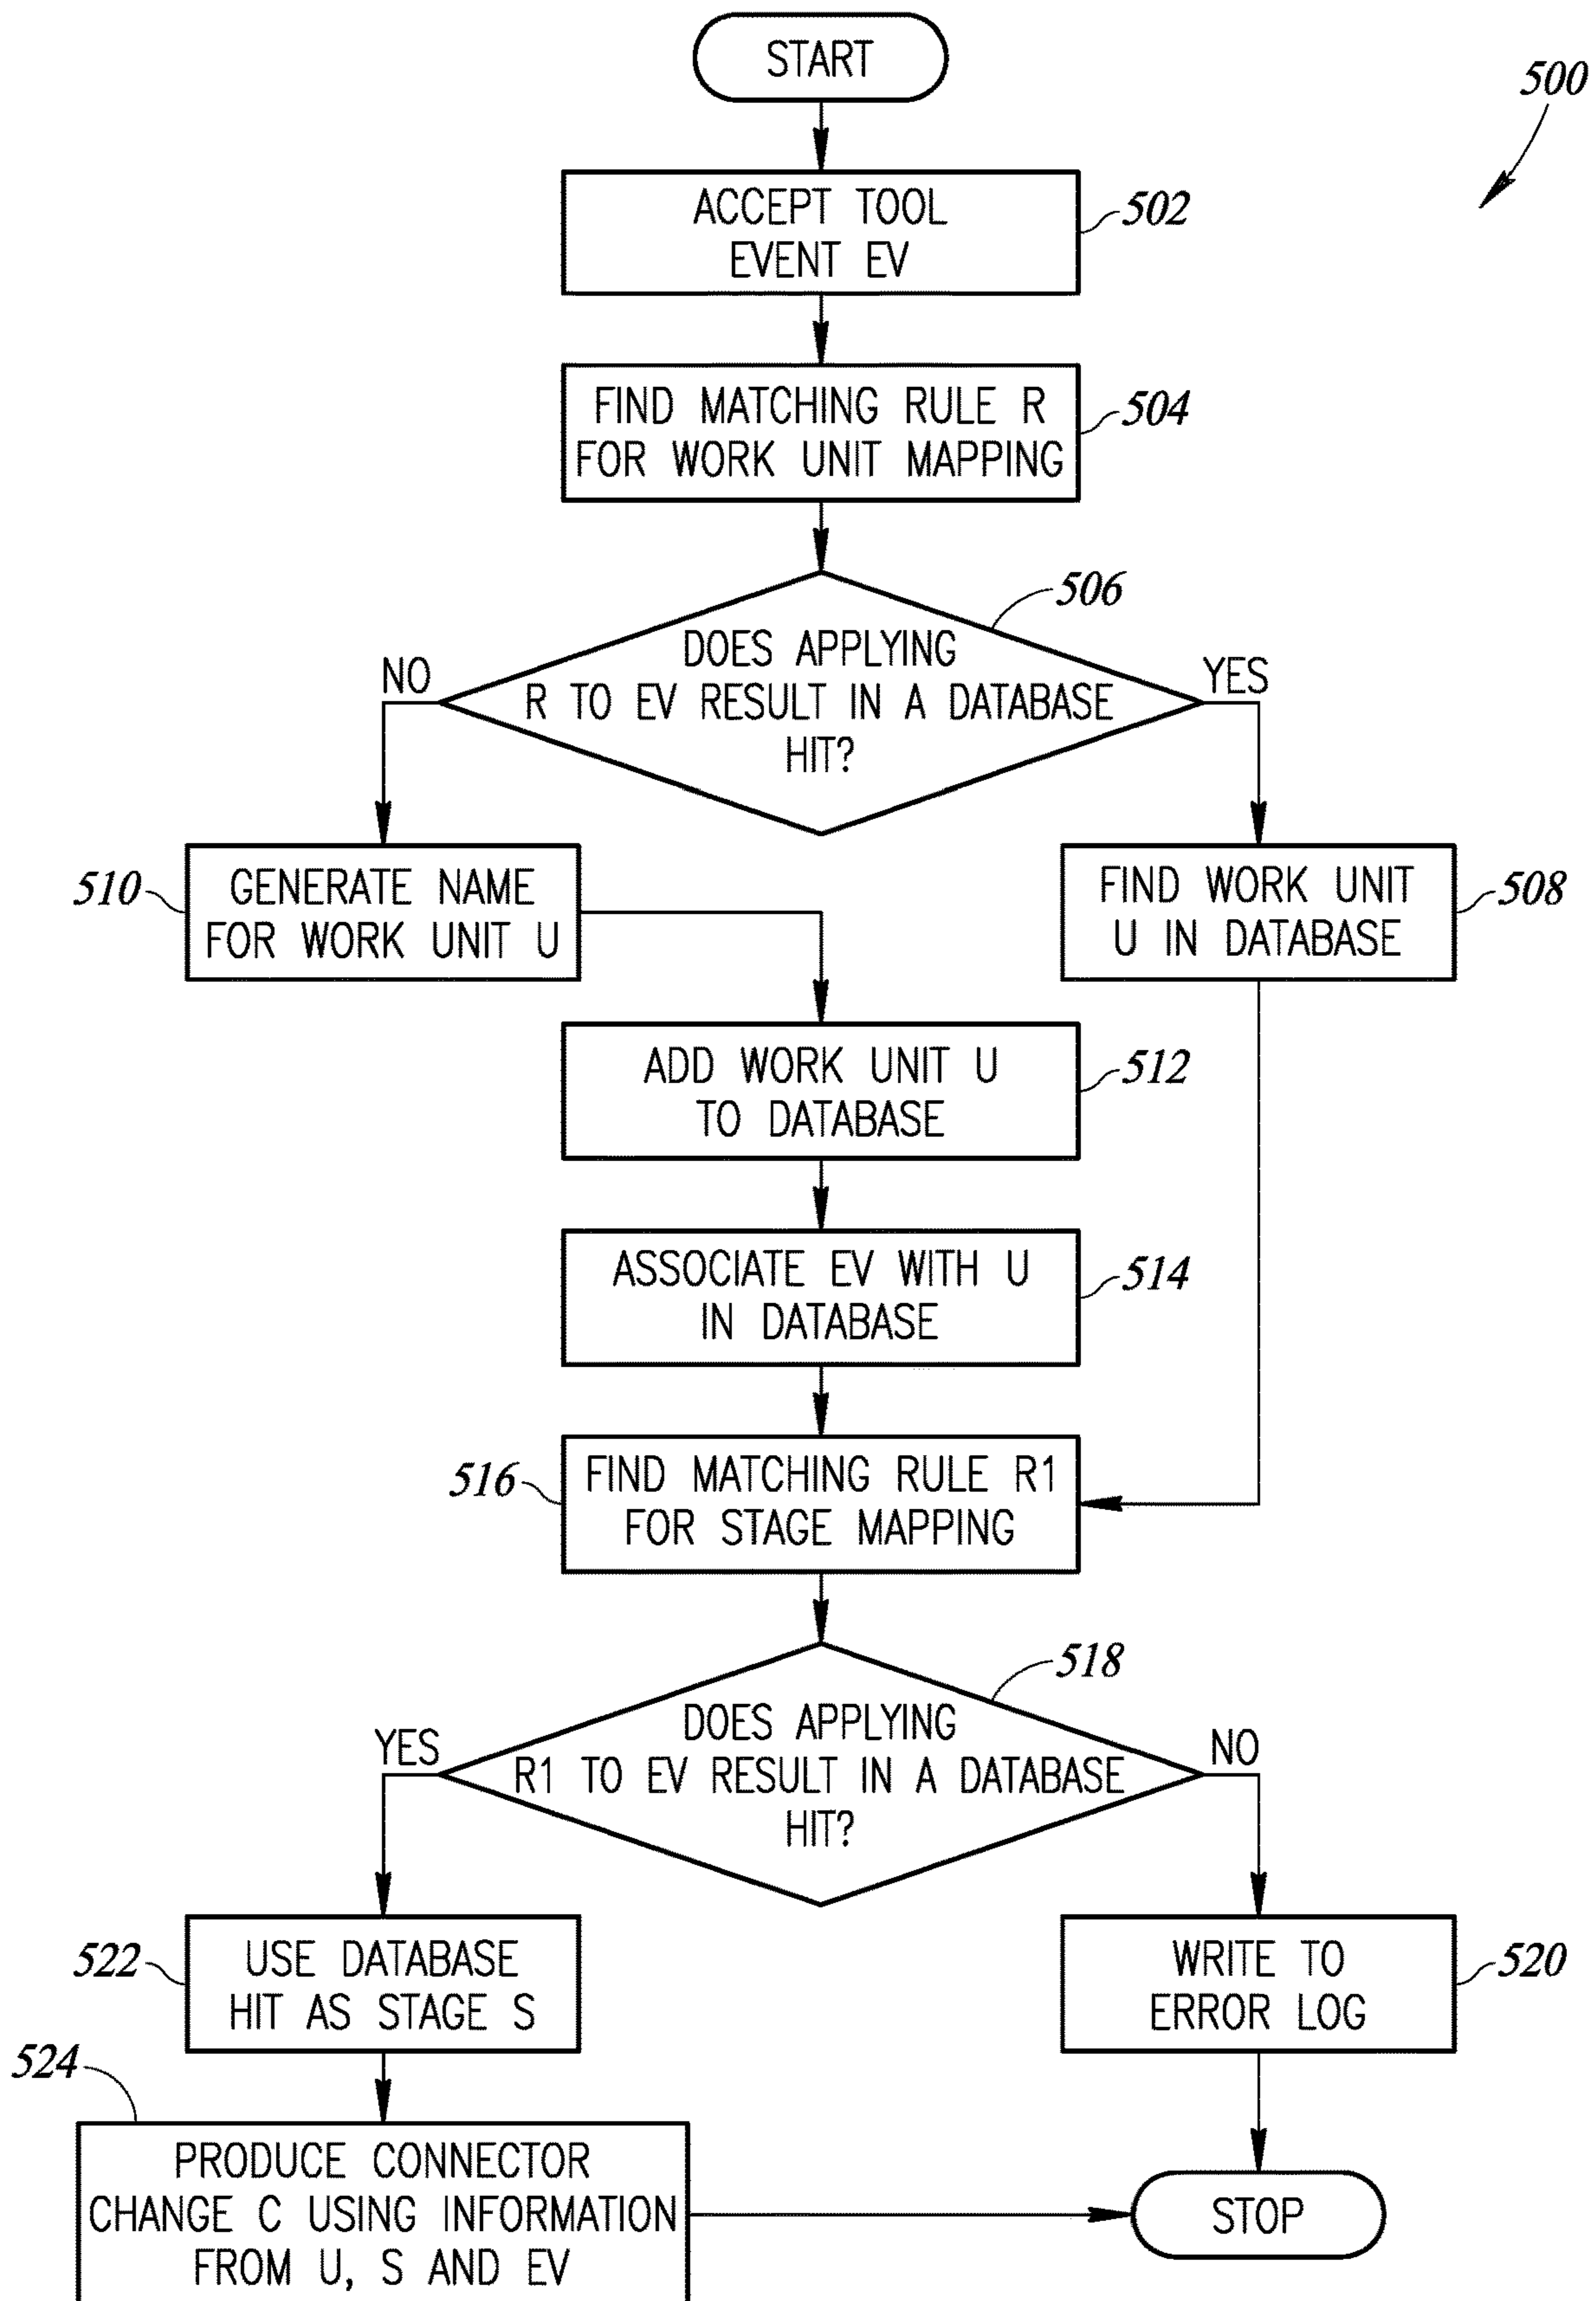 START
500
ACCEPT TOOL
EVENT EV
502
FIND MATCHING RULE R
FOR WORK UNIT MAPPING
504
506
DOES APPLYING
R TO EV RESULT IN A DATABASE
HIT?
NO
YES
510
GENERATE NAME
FOR WORK UNIT U
FIND WORK UNIT
U IN DATABASE
508
ADD WORK UNIT U
TO DATABASE
512
ASSOCIATE EV WITH U
IN DATABASE
514
516
FIND MATCHING RULE R1
FOR STAGE MAPPING
518
DOES APPLYING
R1 TO EV RESULT IN A DATABASE
HIT?
YES
NO
522
USE DATABASE
HIT AS STAGE S
WRITE TO
ERROR LOG
520
524
PRODUCE CONNECTOR
CHANGE C USING INFORMATION
FROM U, S AND EV
STOP